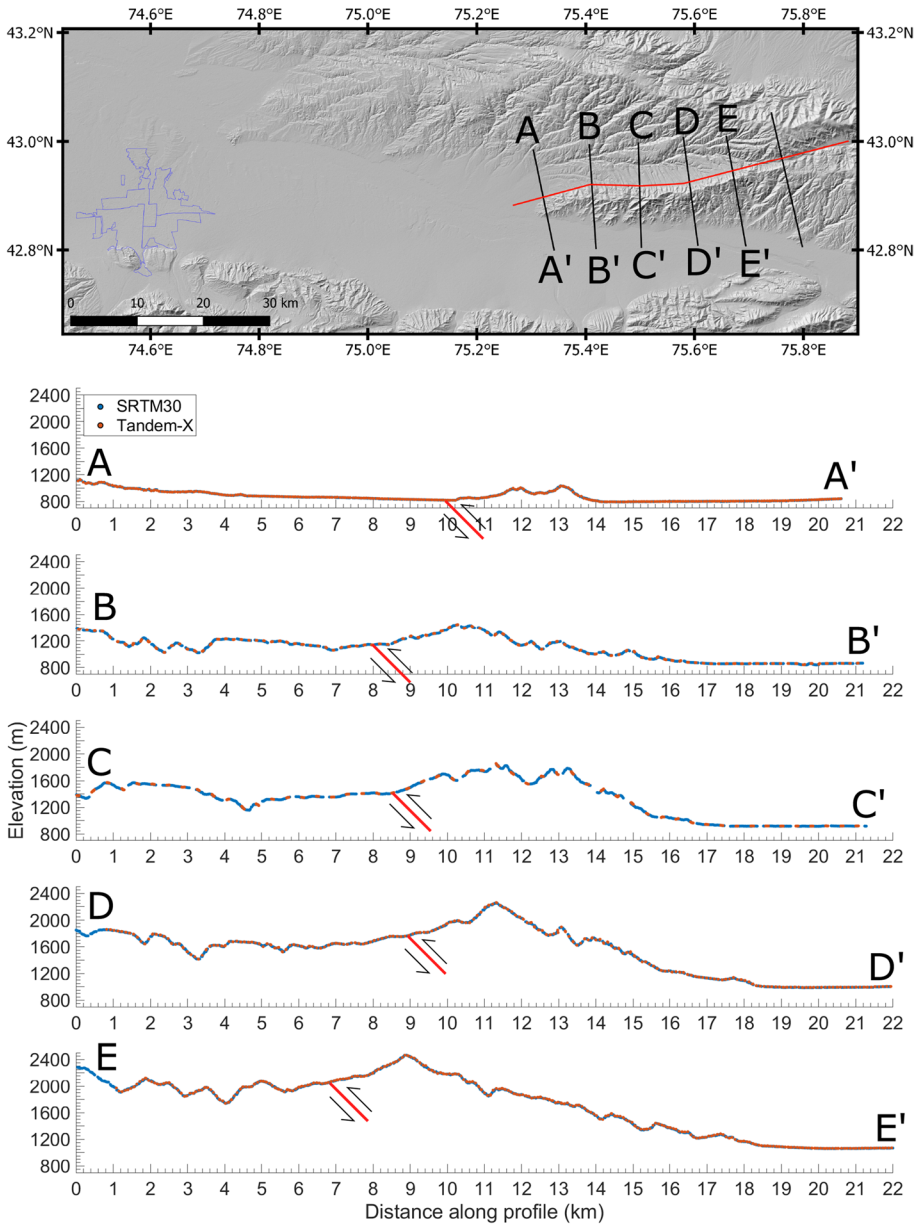 74.6°E 74.8°E 75.0°E 75.2°E 75.4°E 75.6°E 75.8°E
43.2°N 43.2°N
43.0°N 43.0°N
42.8°N 42.8°N
A B C D E
A' B' C' D' E'
0 10 20 30 km
74.6°E 74.8°E 75.0°E 75.2°E 75.4°E 75.6°E 75.8°E
2400
2000
1600
1200
800
SRTM30
Tandem-X
A A'
0 1 2 3 4 5 6 7 8 9 10 11 12 13 14 15 16 17 18 19 20 21 22
2400
2000
1600
1200
800
B B'
0 1 2 3 4 5 6 7 8 9 10 11 12 13 14 15 16 17 18 19 20 21 22
Elevation (m)
2400
2000
1600
1200
800
C C'
0 1 2 3 4 5 6 7 8 9 10 11 12 13 14 15 16 17 18 19 20 21 22
2400
2000
1600
1200
800
D D'
0 1 2 3 4 5 6 7 8 9 10 11 12 13 14 15 16 17 18 19 20 21 22
2400
2000
1600
1200
800
E E'
0 1 2 3 4 5 6 7 8 9 10 11 12 13 14 15 16 17 18 19 20 21 22
Distance along profile (km)